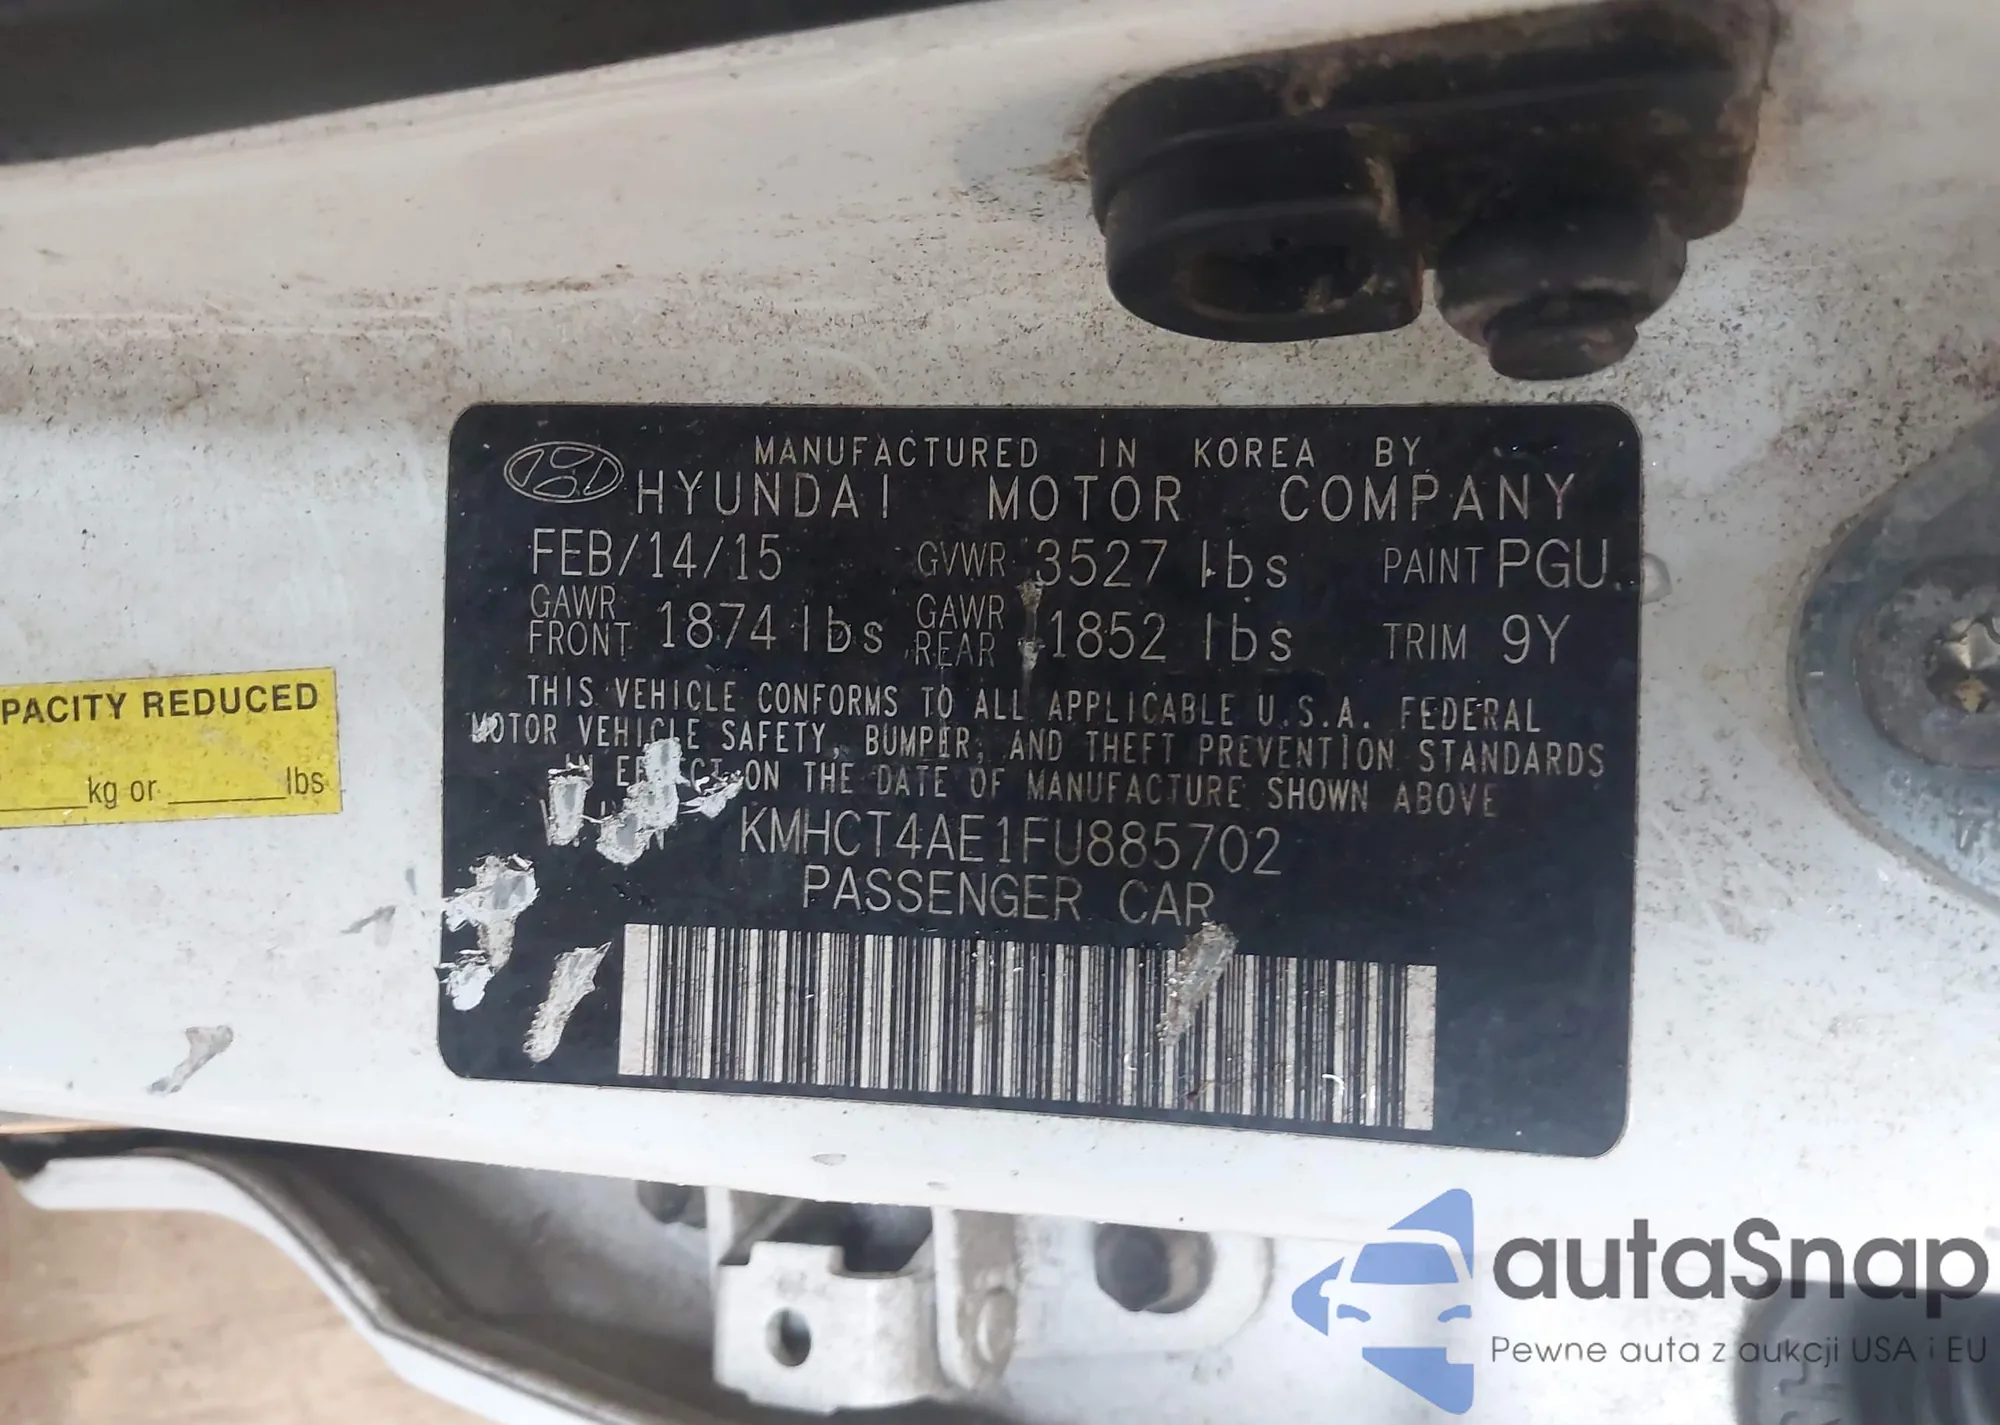 MANUFACTURED IN KOREA BY
HYUNDAI MOTOR COMPANY
FEB/14/15 GVWR 3527 lbs PAINT PGU
GAWR FRONT 1874 lbs GAWR REAR 1852 lbs TRIM 9Y
THIS VEHICLE CONFORMS TO ALL APPLICABLE U.S.A. FEDERAL
MOTOR VEHICLE SAFETY, BUMPER, AND THEFT PREVENTION STANDARDS
IN EFFECT ON THE DATE OF MANUFACTURE SHOWN ABOVE
KMHCT4AE1FU885702
PASSENGER CAR
PACITY REDUCED
kg or lbs
autaSnap
Pewne auta z aukcji USA i EU